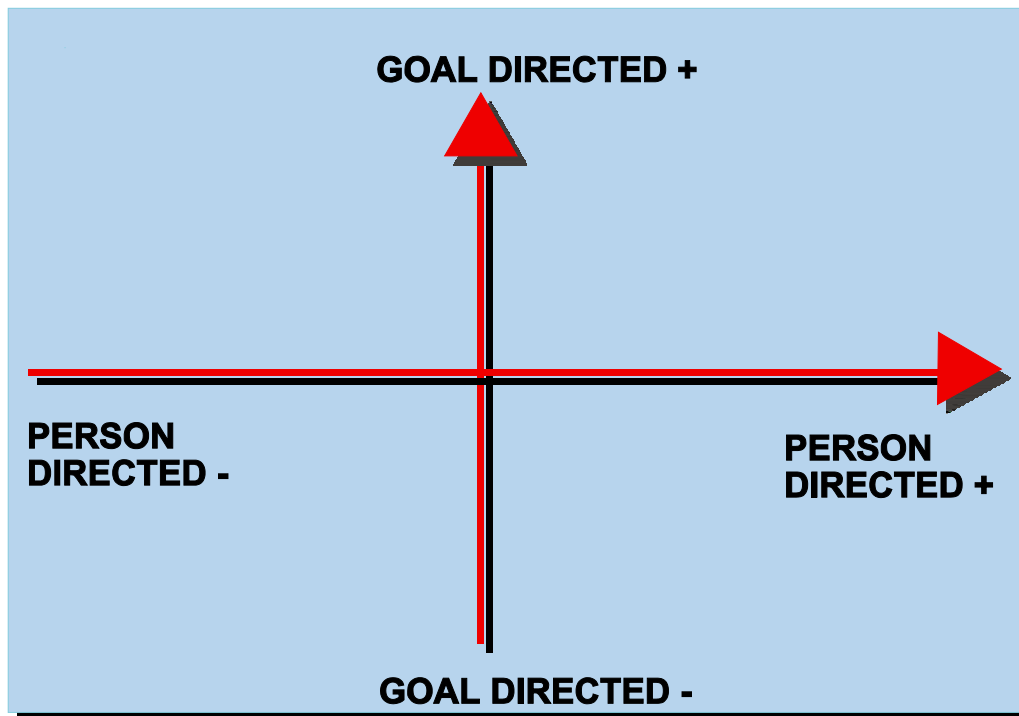 GOAL DIRECTED +
PERSON
DIRECTED -
PERSON
DIRECTED +
GOAL DIRECTED -